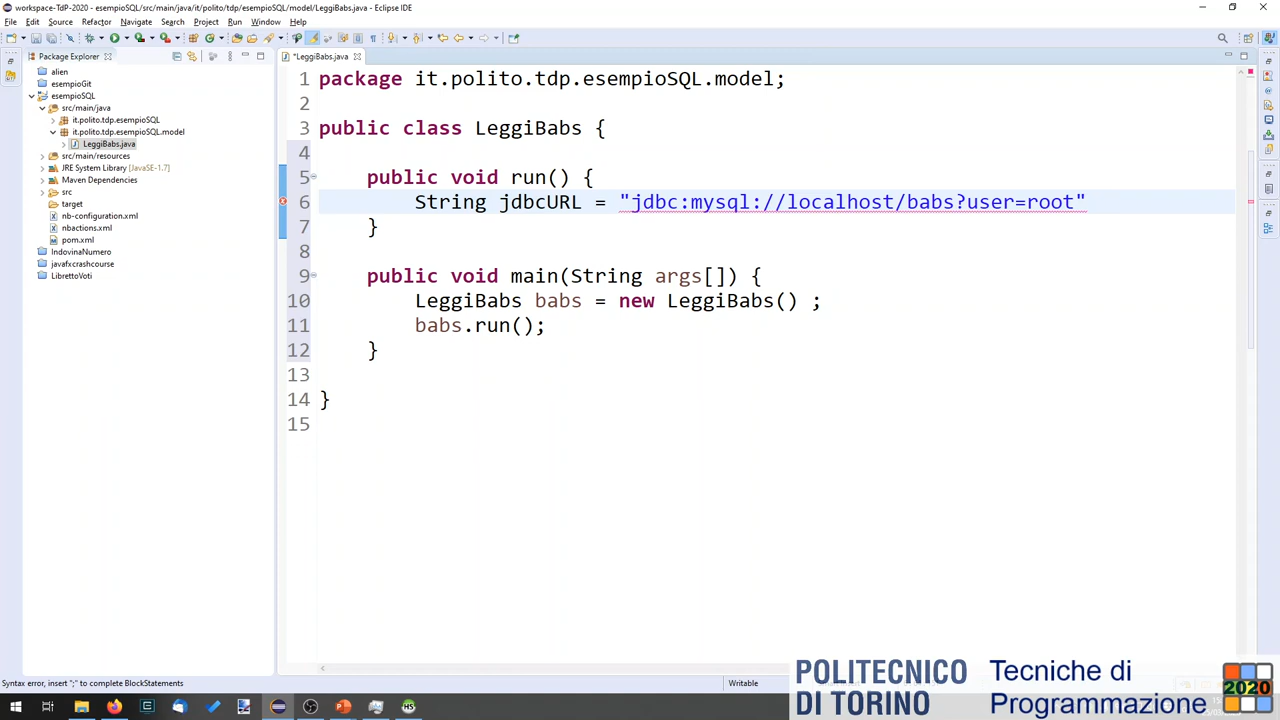 workspace-TdP-2020 - esempioSQL/src/main/java/it/polito/tdp/esempioSQL/model/LeggiBabs.java - Eclipse IDE
File Edit Source Refactor Navigate Search Project Run Window Help
Package Explorer
*LeggiBabs.java
alien
esempioGit
esempioSQL
src/main/java
it.polito.tdp.esempioSQL
it.polito.tdp.esempioSQL.model
LeggiBabs.java
src/main/resources
JRE System Library [JavaSE-1.7]
Maven Dependencies
src
target
nb-configuration.xml
nbactions.xml
pom.xml
IndovinaNumero
javafxcrashcourse
LibrettoVoti
1 package it.polito.tdp.esempioSQL.model;
2
3 public class LeggiBabs {
4
5 public void run() {
6 String jdbcURL = "jdbc:mysql://localhost/babs?user=root"
7 }
8
9 public void main(String args[]) {
10 LeggiBabs babs = new LeggiBabs() ;
11 babs.run();
12 }
13
14 }
15
Syntax error, insert ";" to complete BlockStatements
Writable
POLITECNICO
DI TORINO
Tecniche di
Programmazione
2020